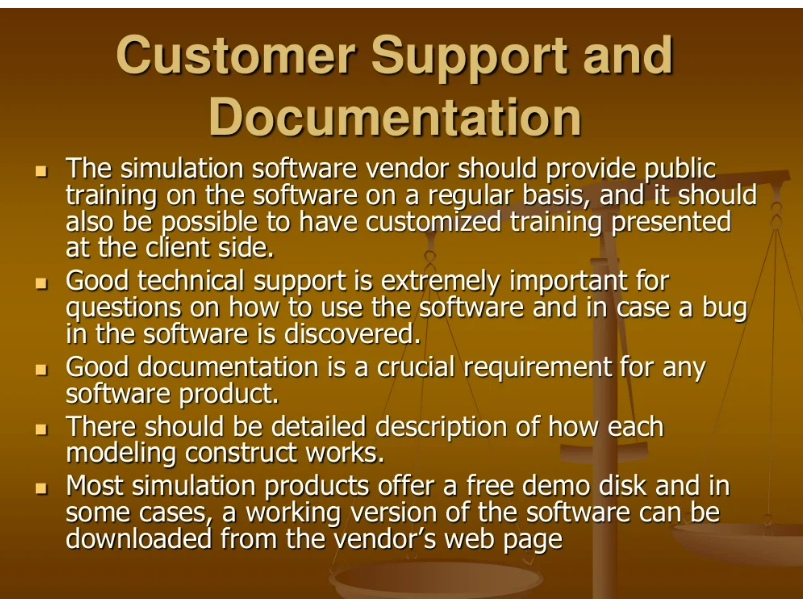 Customer Support and
Documentation
The simulation software vendor should provide public
training on the software on a regular basis, and it should
also be possible to have customized training presented
at the client side.
Good technical support is extremely important for
questions on how to use the software and in case a bug
in the software is discovered.
Good documentation is a crucial requirement for any
software product.
There should be detailed description of how each
modeling construct works.
Most simulation products offer a free demo disk and in
some cases, a working version of the software can be
downloaded from the vendor’s web page